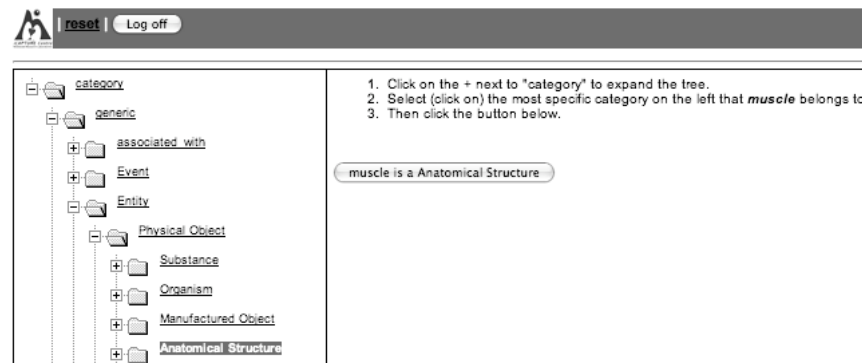 | reset | Log off
category
generic
associated_with
Event
Entity
Physical Object
Substance
Organism
Manufactured Object
Anatomical Structure
1. Click on the + next to "category" to expand the tree.
2. Select (click on) the most specific category on the left that muscle belongs to
3. Then click the button below.
muscle is a Anatomical Structure